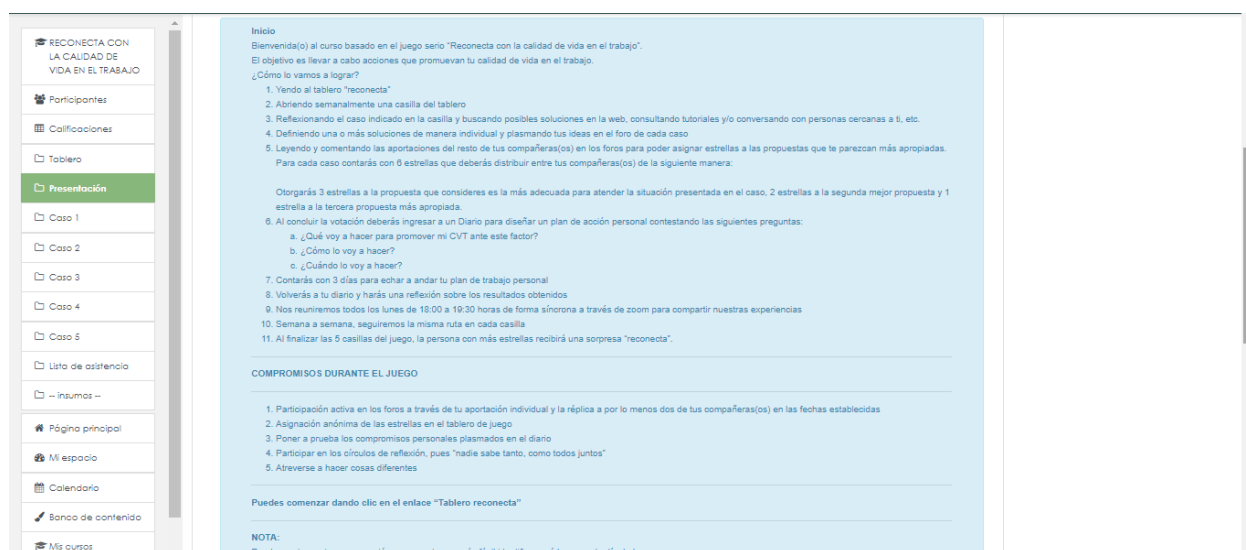 RECONECTA CON
LA CALIDAD DE
VIDA EN EL TRABAJO
Participantes
Calificaciones
Tablero
Presentación
Caso 1
Caso 2
Caso 3
Caso 4
Caso 5
Lista de asistencia
-- insumos --
Página principal
Mi espacio
Calendario
Banco de contenido
Mis cursos
Inicio
Bienvenida(o) al curso basado en el juego serio "Reconecta con la calidad de vida en el trabajo".
El objetivo es llevar a cabo acciones que promuevan tu calidad de vida en el trabajo.
¿Cómo lo vamos a lograr?
1. Yendo al tablero "reconecta"
2. Abriendo semanalmente una casilla del tablero
3. Reflexionando el caso indicado en la casilla y buscando posibles soluciones en la web, consultando tutoriales y/o conversando con personas cercanas a ti, etc.
4. Definiendo una o más soluciones de manera individual y plasmando tus ideas en el foro de cada caso
5. Leyendo y comentando las aportaciones del resto de tus compañeras(os) en los foros para poder asignar estrellas a las propuestas que te parezcan más apropiadas.
Para cada caso contarás con 6 estrellas que deberás distribuir entre tus compañeras(os) de la siguiente manera:
Otorgarás 3 estrellas a la propuesta que consideres es la más adecuada para atender la situación presentada en el caso, 2 estrellas a la segunda mejor propuesta y 1
estrella a la tercera propuesta más apropiada.
6. Al concluir la votación deberás ingresar a un Diario para diseñar un plan de acción personal contestando las siguientes preguntas:
a. ¿Qué voy a hacer para promover mi CVT ante este factor?
b. ¿Cómo lo voy a hacer?
c. ¿Cuándo lo voy a hacer?
7. Contarás con 3 días para echar a andar tu plan de trabajo personal
8. Volverás a tu diario y harás una reflexión sobre los resultados obtenidos
9. Nos reuniremos todos los lunes de 18:00 a 19:30 horas de forma síncrona a través de zoom para compartir nuestras experiencias
10. Semana a semana, seguiremos la misma ruta en cada casilla
11. Al finalizar las 5 casillas del juego, la persona con más estrellas recibirá una sorpresa "reconecta".
COMPROMISOS DURANTE EL JUEGO
1. Participación activa en los foros a través de tu aportación individual y la réplica a por lo menos dos de tus compañeras(os) en las fechas establecidas
2. Asignación anónima de las estrellas en el tablero de juego
3. Poner a prueba los compromisos personales plasmados en el diario
4. Participar en los círculos de reflexión, pues "nadie sabe tanto, como todos juntos"
5. Atreverse a hacer cosas diferentes
Puedes comenzar dando clic en el enlace "Tablero reconecta"
NOTA: